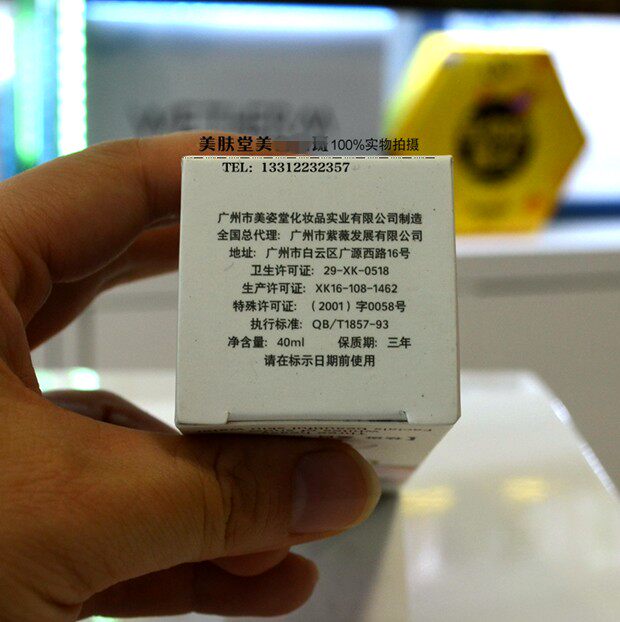 美肤堂美 斑100%实物拍摄
TEL: 13312232357
广州市美姿堂化妆品实业有限公司制造
全国总代理: 广州市紫薇发展有限公司
地址: 广州市白云区广源西路16号
卫生许可证: 29-XK-0518
生产许可证: XK16-108-1462
特殊许可证: (2001) 字0058号
执行标准: QB/T1857-93
净含量: 40ml 保质期: 三年
请在标示日期前使用